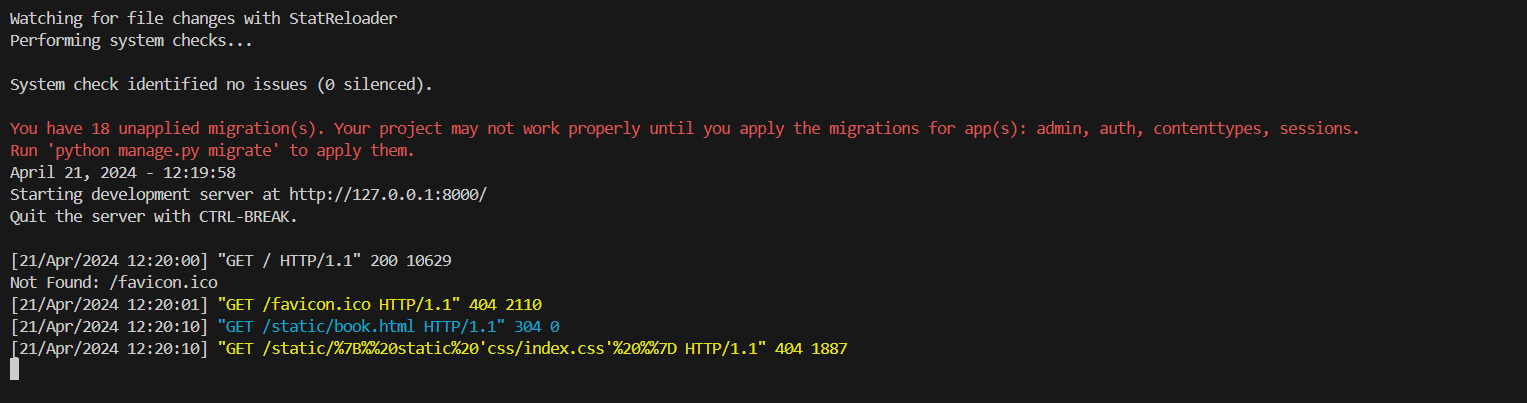 Watching for file changes with StatReloader
Performing system checks...
System check identified no issues (0 silenced).
You have 18 unapplied migration(s). Your project may not work properly until you apply the migrations for app(s): admin, auth, contenttypes, sessions.
Run 'python manage.py migrate' to apply them.
April 21, 2024 - 12:19:58
Starting development server at http://127.0.0.1:8000/
Quit the server with CTRL-BREAK.
[21/Apr/2024 12:20:00] "GET / HTTP/1.1" 200 10629
Not Found: /favicon.ico
[21/Apr/2024 12:20:01] "GET /favicon.ico HTTP/1.1" 404 2110
[21/Apr/2024 12:20:10] "GET /static/book.html HTTP/1.1" 304 0
[21/Apr/2024 12:20:10] "GET /static/%7B%%20static%20'css/index.css'%20%%7D HTTP/1.1" 404 1887